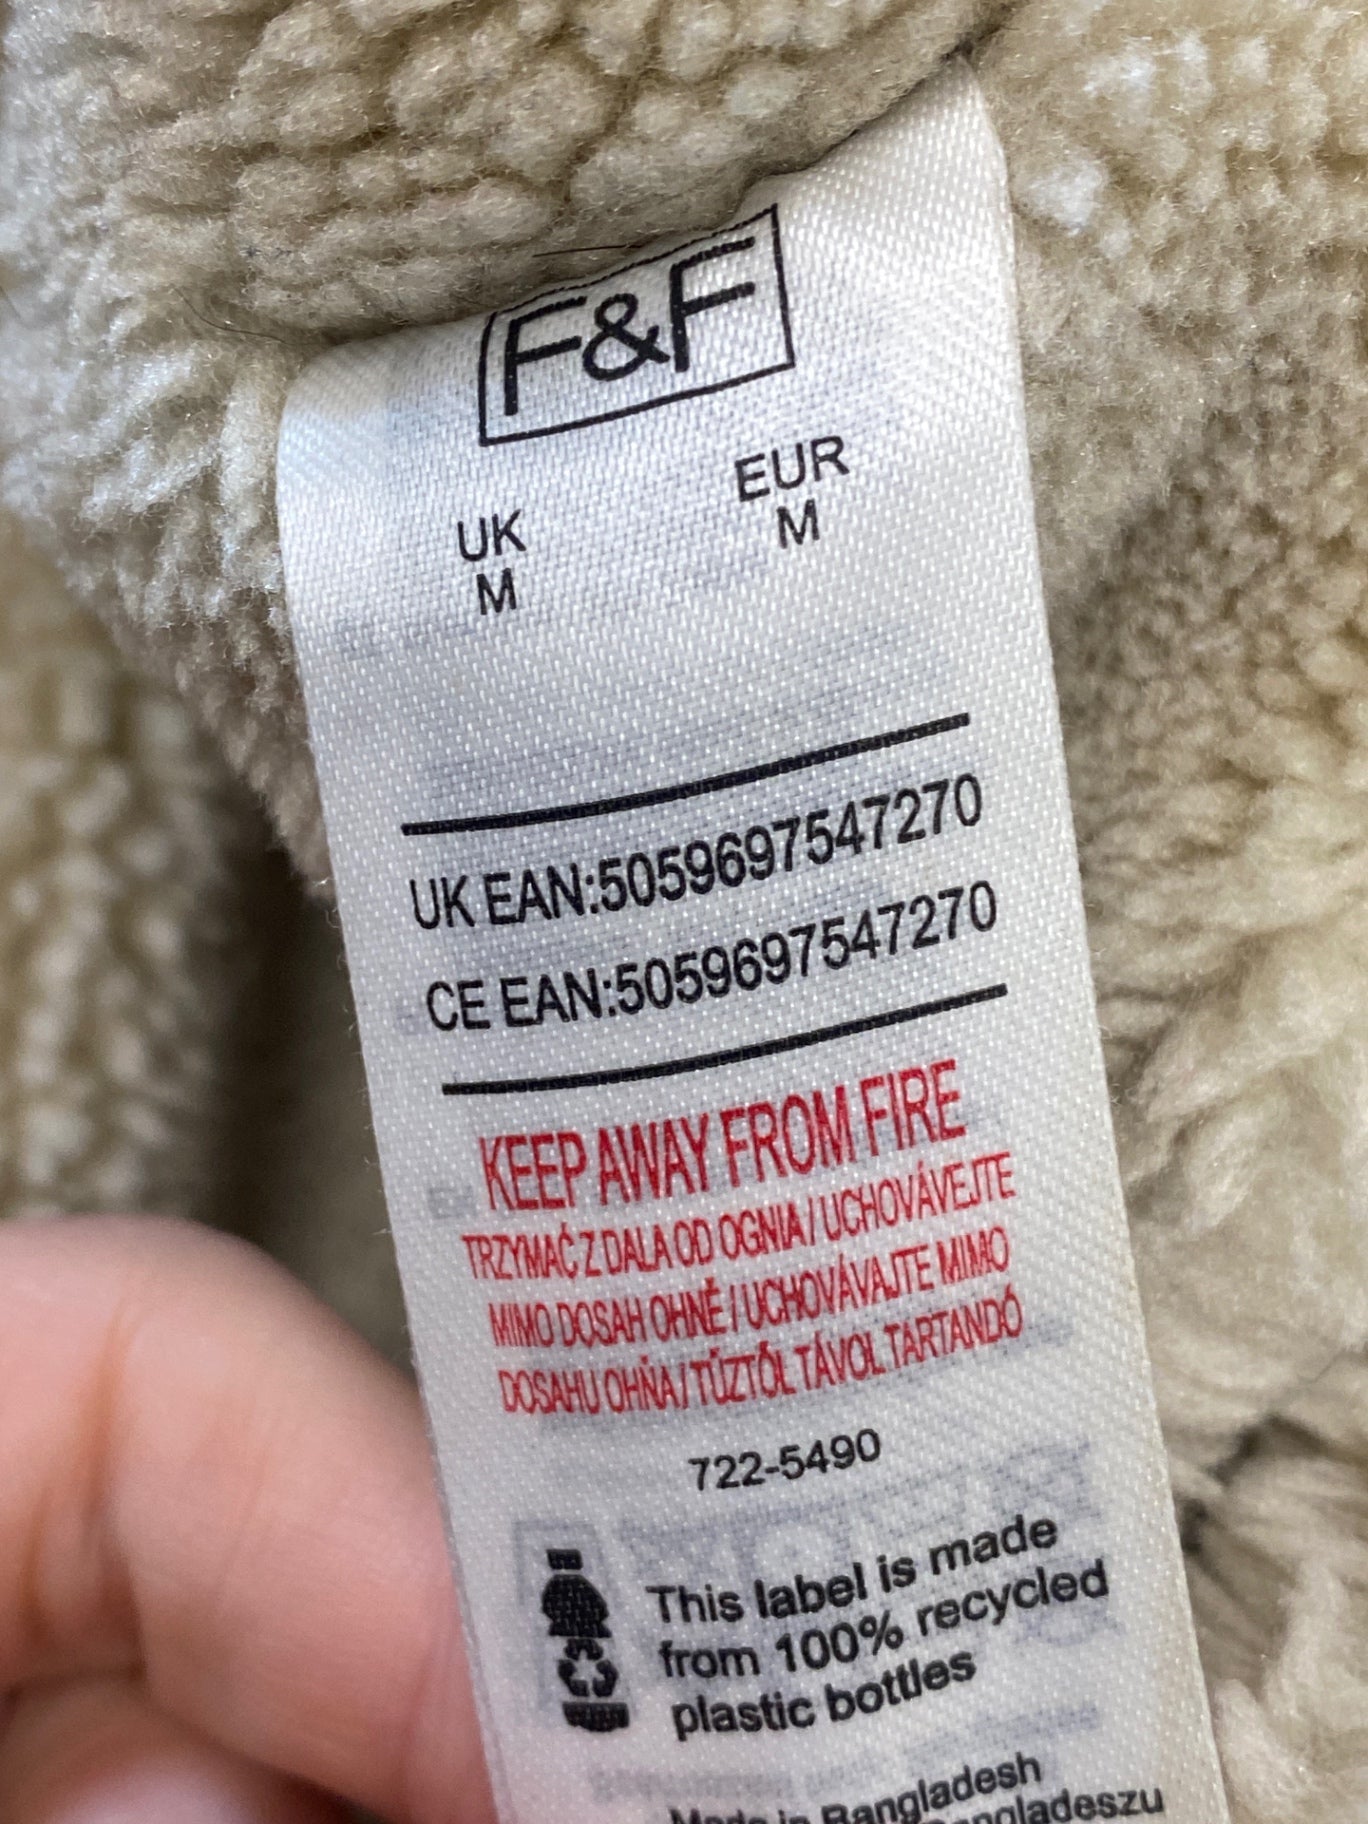 F&F
UK EUR
M M
UK EAN:5059697547270
CE EAN:5059697547270
KEEP AWAY FROM FIRE
TRZYMAĆ Z DALA OD OGNIA / UCHOVÁVEJTE
MIMO DOSAH OHNĚ / UCHOVÁVAJTE MIMO
DOSAHU OHŇA / TŰZTŐL TÁVOL TARTANDÓ
722-5490
This label is made
from 100% recycled
plastic bottles
Made in Bangladesh
Bangladeszu